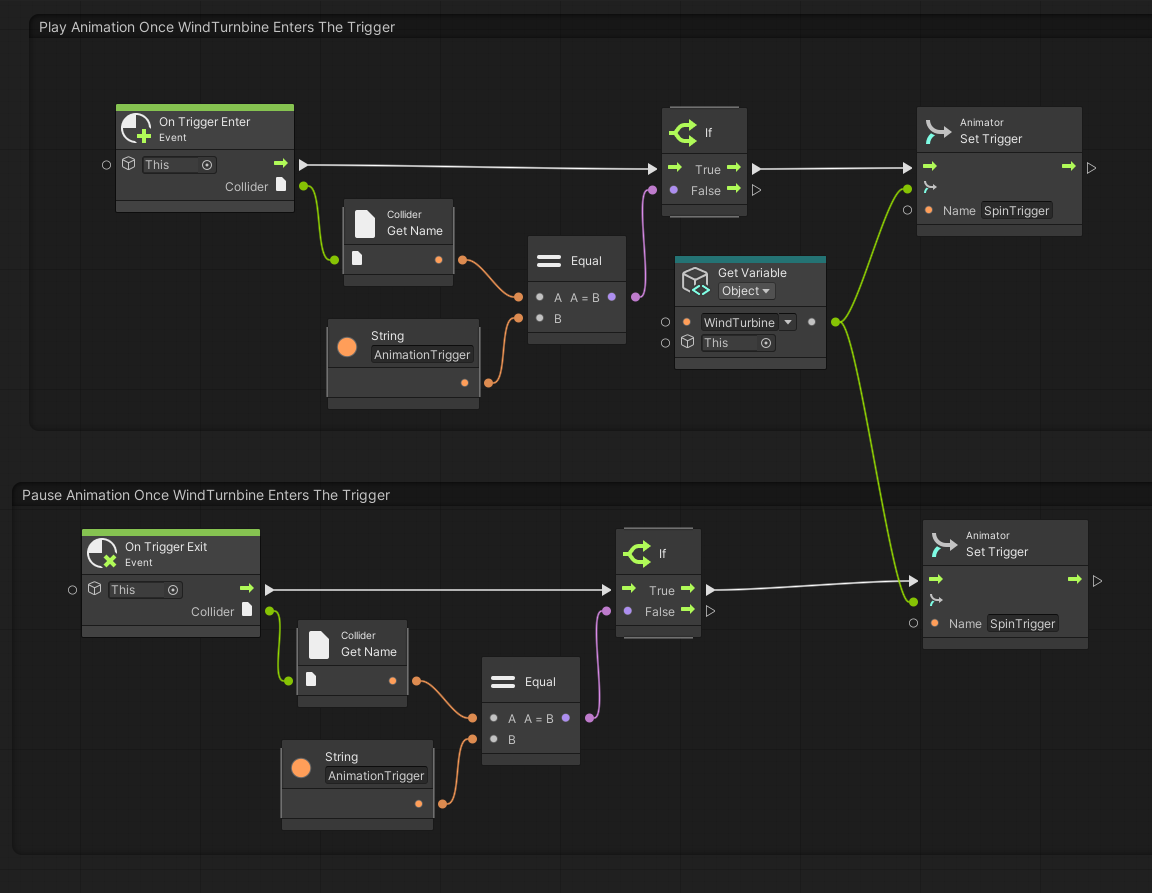 Play Animation Once WindTurnbine Enters The Trigger
On Trigger Enter
Event
This
Collider
Collider
Get Name
String
AnimationTrigger
Equal
A A = B
B
If
True
False
Get Variable
Object
WindTurbine
This
Animator
Set Trigger
Name SpinTrigger
Pause Animation Once WindTurnbine Enters The Trigger
On Trigger Exit
Event
This
Collider
Collider
Get Name
String
AnimationTrigger
Equal
A A = B
B
If
True
False
Animator
Set Trigger
Name SpinTrigger